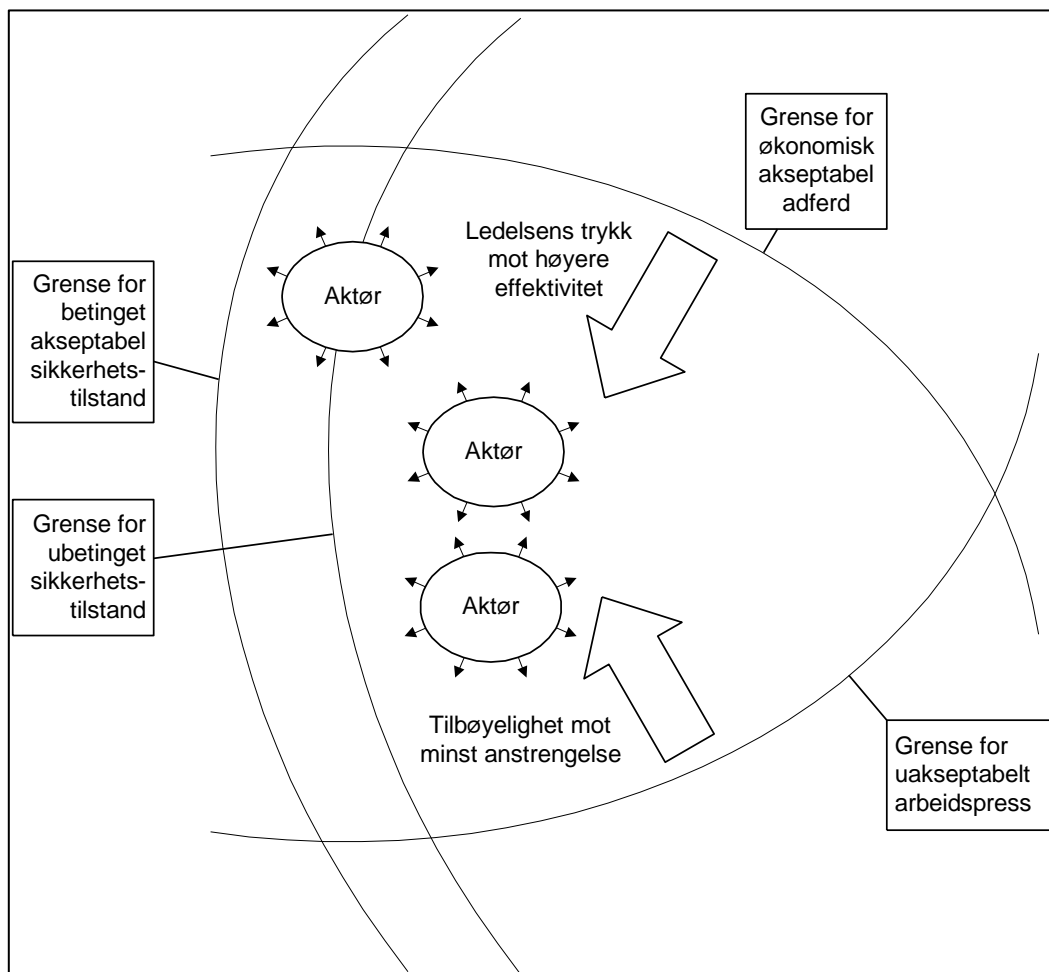 Grense for
økonomisk
akseptabel
adferd
Ledelsens trykk
mot høyere
effektivitet
Grense for
betinget
akseptabel
sikkerhets-
tilstand
Aktør
Aktør
Grense for
ubetinget
sikkerhets-
tilstand
Aktør
Tilbøyelighet mot
minst anstrengelse
Grense for
uakseptabelt
arbeidspress